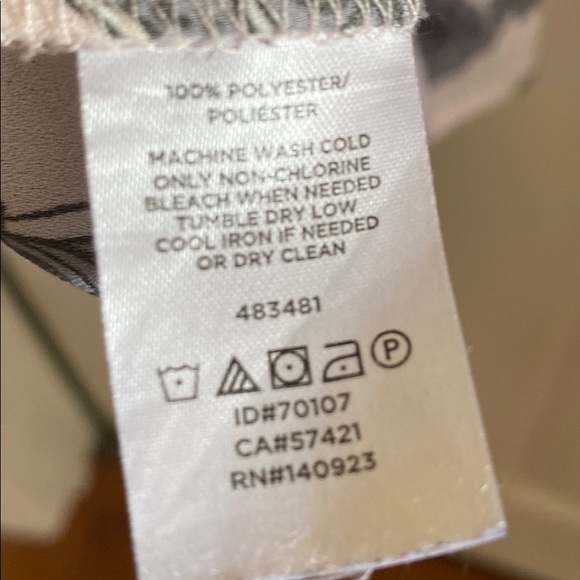 100% POLYESTER/
POLIÉSTER
MACHINE WASH COLD
ONLY NON-CHLORINE
BLEACH WHEN NEEDED
TUMBLE DRY LOW
COOL IRON IF NEEDED
OR DRY CLEAN
483481
P
ID#70107
CA#57421
RN#140923